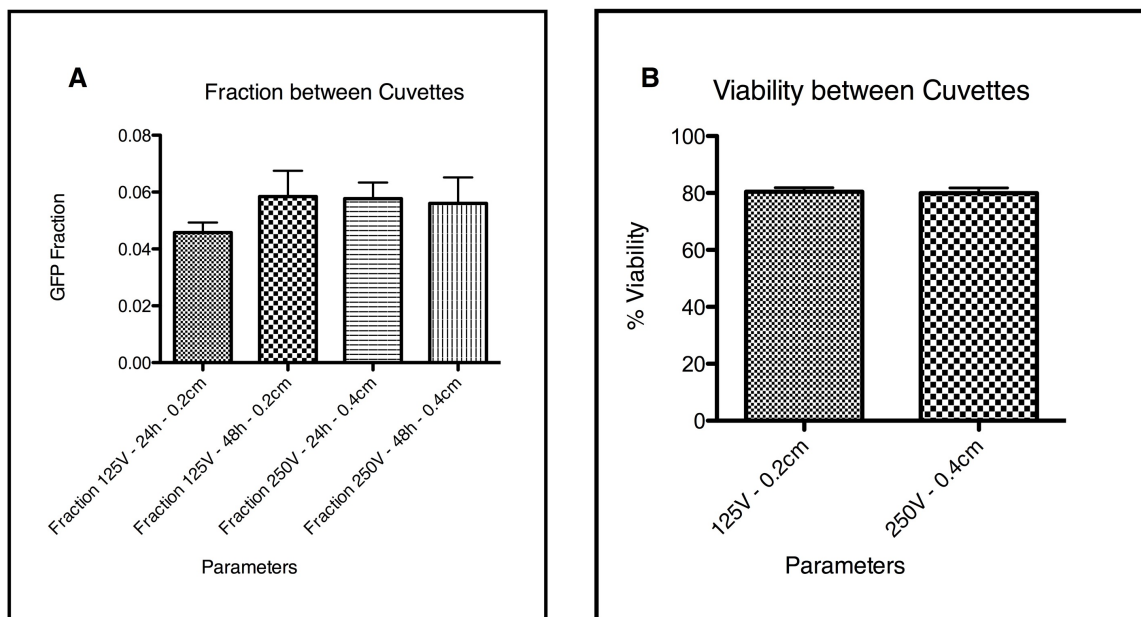 A
Fraction between Cuvettes
GFP Fraction
0.08
0.06
0.04
0.02
0.00
Fraction 125V - 24h - 0.2cm
Fraction 125V - 48h - 0.2cm
Fraction 250V - 24h - 0.4cm
Fraction 250V - 48h - 0.4cm
Parameters
B
Viability between Cuvettes
% Viability
100
80
60
40
20
0
125V - 0.2cm
250V - 0.4cm
Parameters